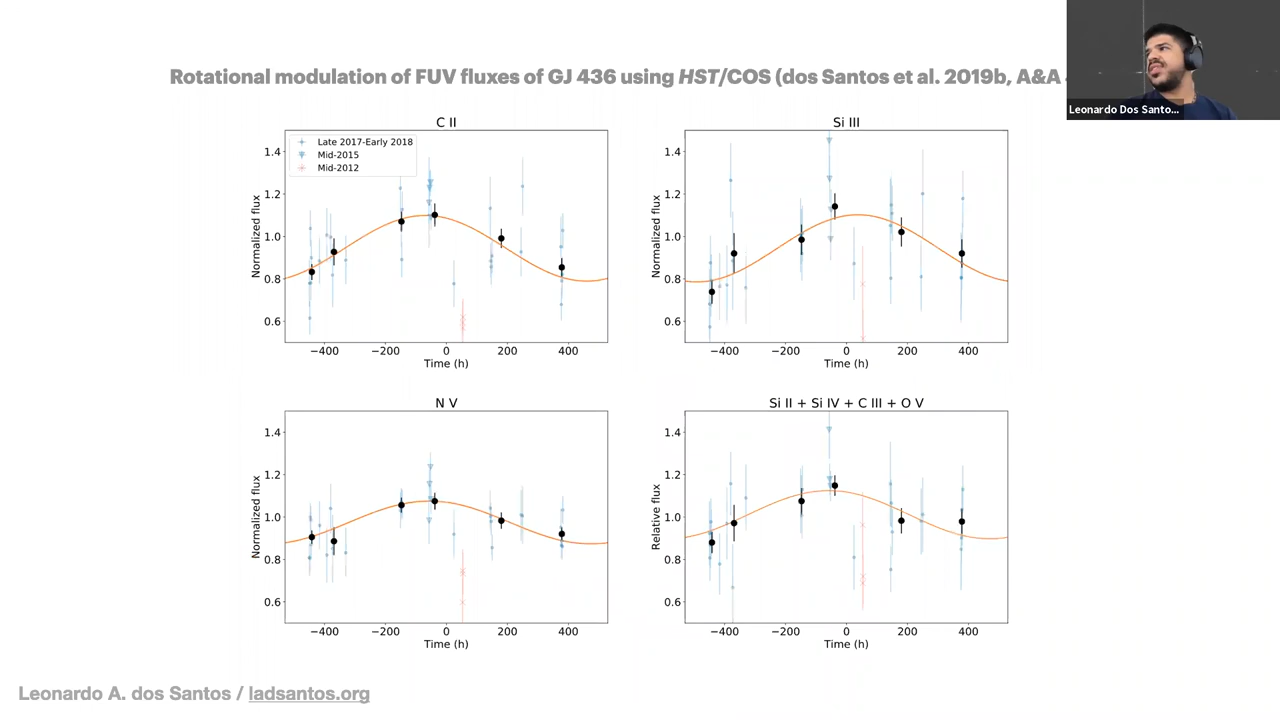 Rotational modulation of FUV fluxes of GJ 436 using HST/COS (dos Santos et al. 2019b, A&A
Leonardo Dos Santo...
C II
Late 2017-Early 2018
Mid-2015
Mid-2012
1.4
1.2
1.0
0.8
0.6
Normalized flux
−400 −200 0 200 400
Time (h)
Si III
1.4
1.2
1.0
0.8
0.6
Normalized flux
−400 −200 0 200 400
Time (h)
N V
1.4
1.2
1.0
0.8
0.6
Normalized flux
−400 −200 0 200 400
Time (h)
Si II + Si IV + C III + O V
1.4
1.2
1.0
0.8
0.6
Relative flux
−400 −200 0 200 400
Time (h)
Leonardo A. dos Santos / ladsantos.org